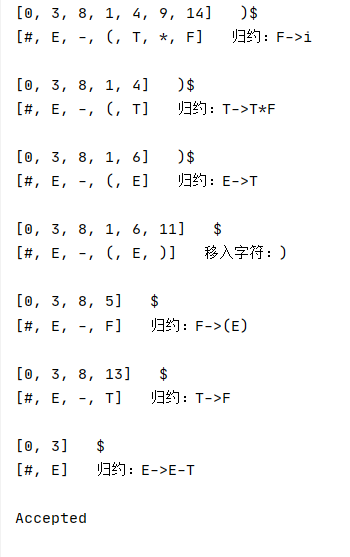 [0, 3, 8, 1, 4, 9, 14]   )$
[#, E, -, (, T, *, F]   归约：F->i
[0, 3, 8, 1, 4]   )$
[#, E, -, (, T]   归约：T->T*F
[0, 3, 8, 1, 6]   )$
[#, E, -, (, E]   归约：E->T
[0, 3, 8, 1, 6, 11]   $
[#, E, -, (, E, )]   移入字符：)
[0, 3, 8, 5]   $
[#, E, -, F]   归约：F->(E)
[0, 3, 8, 13]   $
[#, E, -, T]   归约：T->F
[0, 3]   $
[#, E]   归约：E->E-T
Accepted